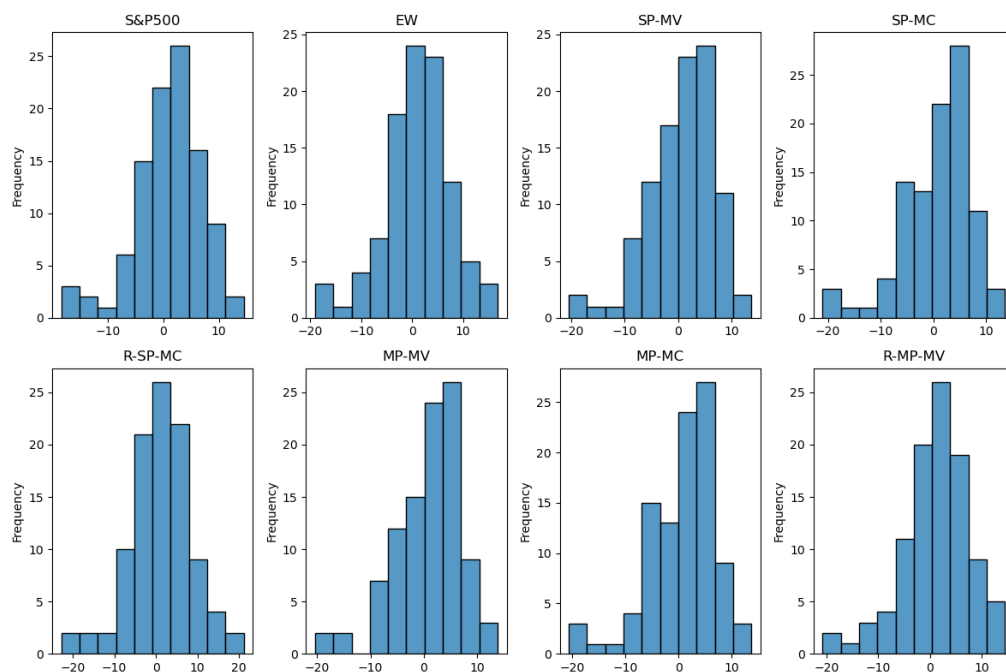 S&P500 EW SP-MV SP-MC
Frequency Frequency Frequency Frequency
25 25 25 25
20 20 20 20
15 15 15 15
10 10 10 10
5 5 5 5
0 0 0 0
−10 0 10 −20 −10 0 10 −20 −10 0 10 −20 −10 0 10
R-SP-MC MP-MV MP-MC R-MP-MV
Frequency Frequency Frequency Frequency
25 25 25 25
20 20 20 20
15 15 15 15
10 10 10 10
5 5 5 5
0 0 0 0
−20 −10 0 10 20 −20 −10 0 10 −20 −10 0 10 −20 −10 0 10